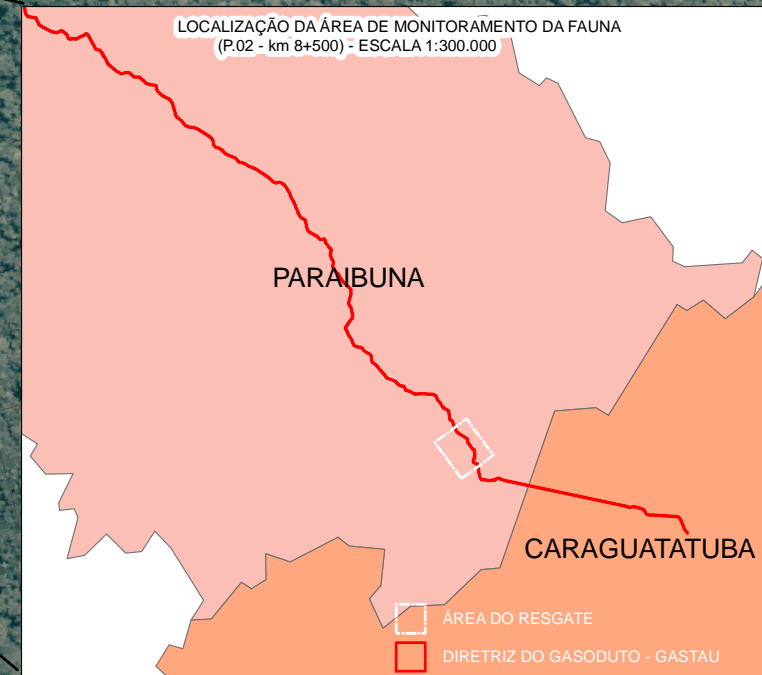 LOCALIZAÇÃO DA ÁREA DE MONITORAMENTO DA FAUNA
(P.02 - km 8+500) - ESCALA 1:300.000
PARAIBUNA
CARAGUATATUBA
ÁREA DO RESGATE
DIRETRIZ DO GASODUTO - GASTAU